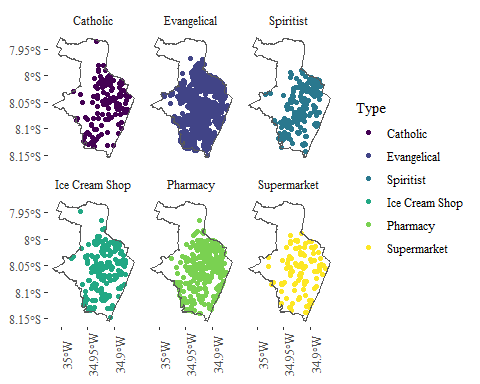 Catholic Evangelical Spiritist
7.95°S
8°S
8.05°S
8.1°S
8.15°S
Ice Cream Shop Pharmacy Supermarket
7.95°S
8°S
8.05°S
8.1°S
8.15°S
35°W 34.95°W 34.9°W 35°W 34.95°W 34.9°W 35°W 34.95°W 34.9°W
Type
Catholic
Evangelical
Spiritist
Ice Cream Shop
Pharmacy
Supermarket